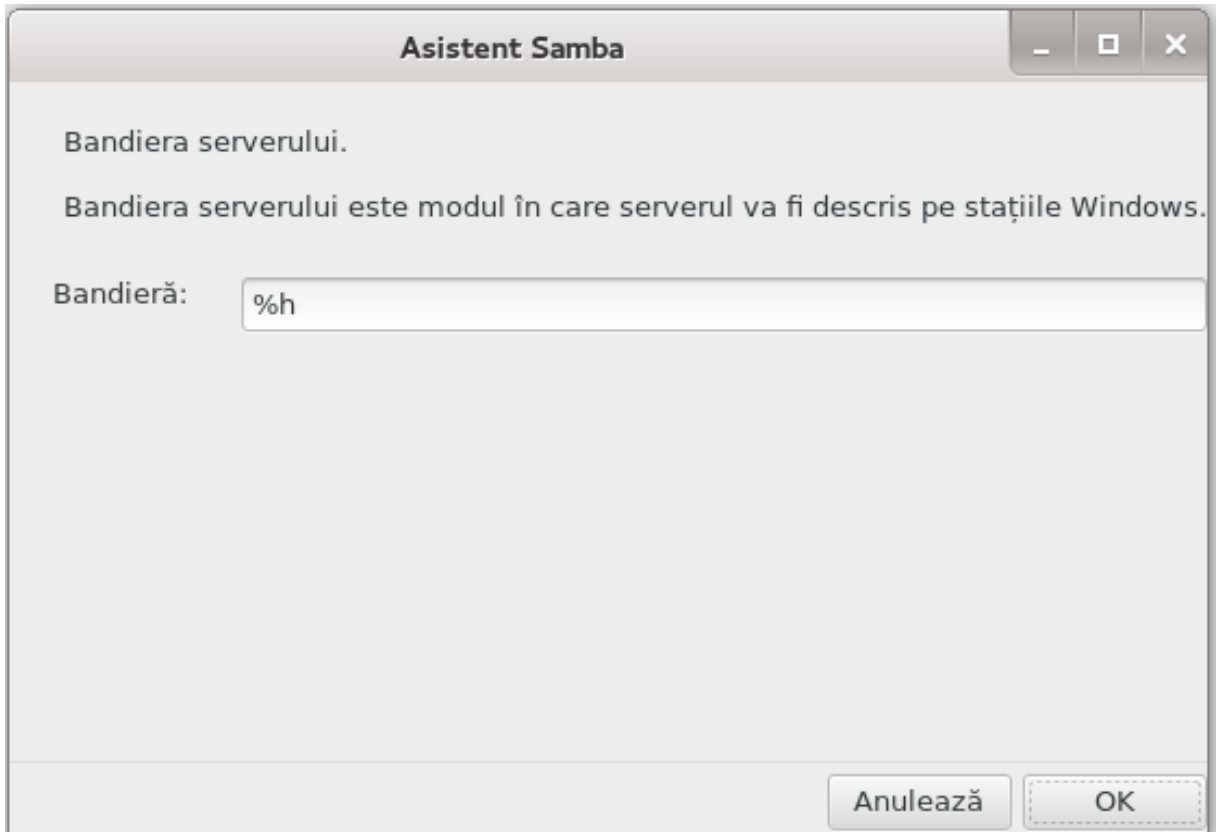 Asistent Samba
Bandiera serverului.
Bandiera serverului este modul în care serverul va fi descris pe stațiile Windows.
Bandieră:
%h
Anulează
OK